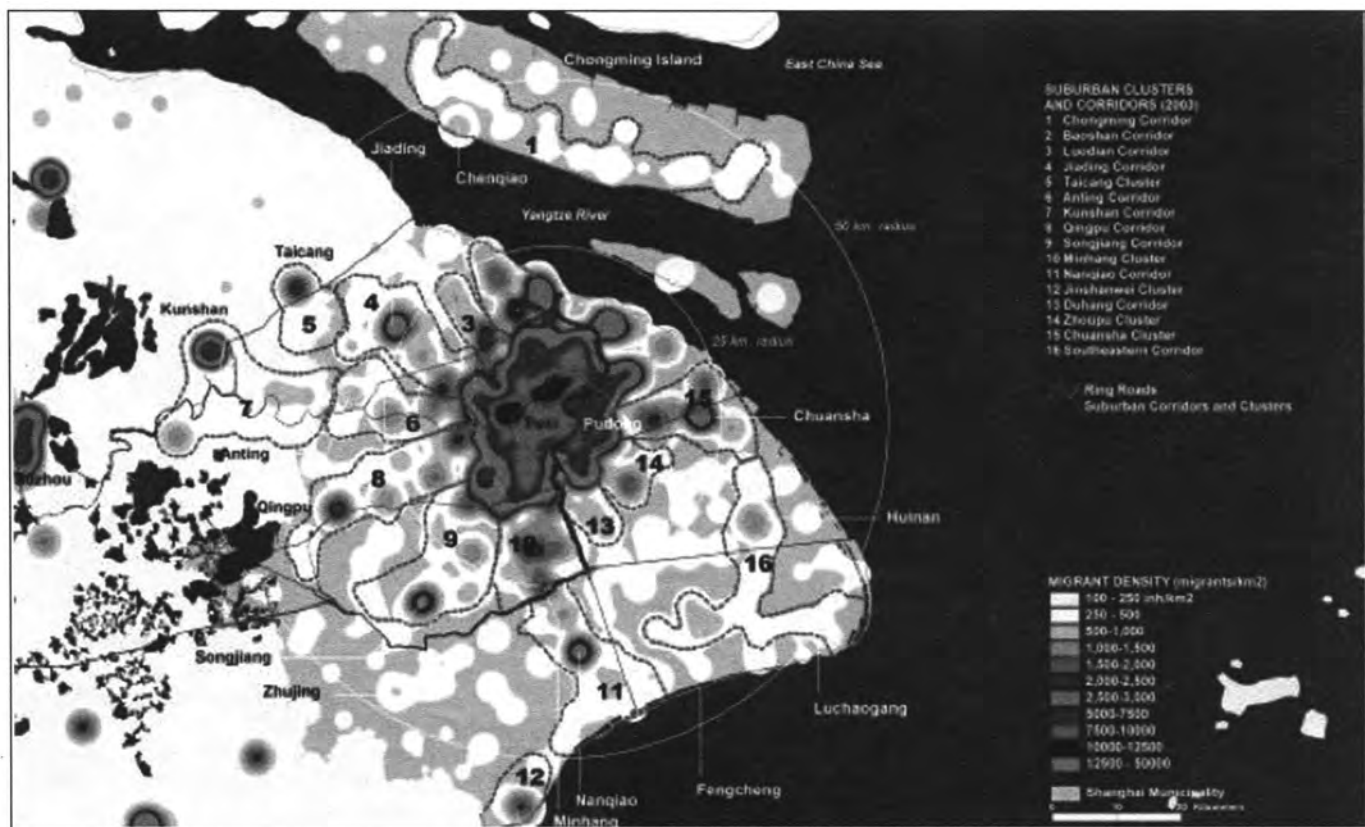 Chongming Island
East China Sea
Jiading
Chenqiao
1
Yangtze River
50 km. radius
25 km. radius
Taicang
Kunshan
4
5
3
7
6
15
Chuansha
Pudong
Anting
14
8
Qingpu
13
Huinan
9
10
16
Songjiang
Zhujing
11
Luchaogang
12
Fengcheng
Nanqiao
Minhang
SUBURBAN CLUSTERS
AND CORRIDORS (2003)
1 Chongming Corridor
2 Baoshan Corridor
3 Luodian Corridor
4 Jiading Corridor
5 Taicang Cluster
6 Anting Corridor
7 Kunshan Corridor
8 Qingpu Corridor
9 Songjiang Corridor
10 Minhang Cluster
11 Nanqiao Corridor
12 Jinshanwei Cluster
13 Duhang Corridor
14 Zhoupu Cluster
15 Chuansha Cluster
16 Southeastern Corridor
Ring Roads
Suburban Corridors and Clusters
MIGRANT DENSITY (migrants/km2)
100 - 250 inh/km2
250 - 500
500-1,000
1,000-1,500
1,500-2,000
2,000-2,500
2,500-3,000
5000-7500
7500-10000
10000-12500
12500 - 50000
Shanghai Municipality
0 10 20 Kilometers